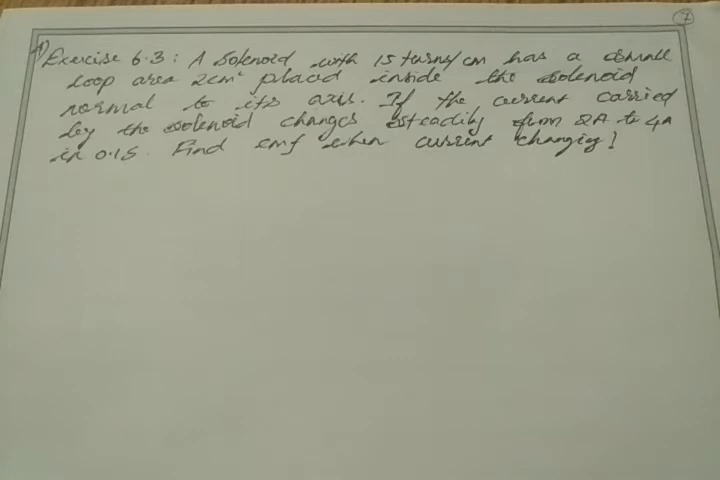 7
1) Exercise 6.3 : A Solenoid with 15 turns/cm has a small
loop area 2cm² placed inside the solenoid
normal to its axis. If the current carried
by the solenoid changes steadily from 2A to 4A
in 0.1S. Find emf when current changing?